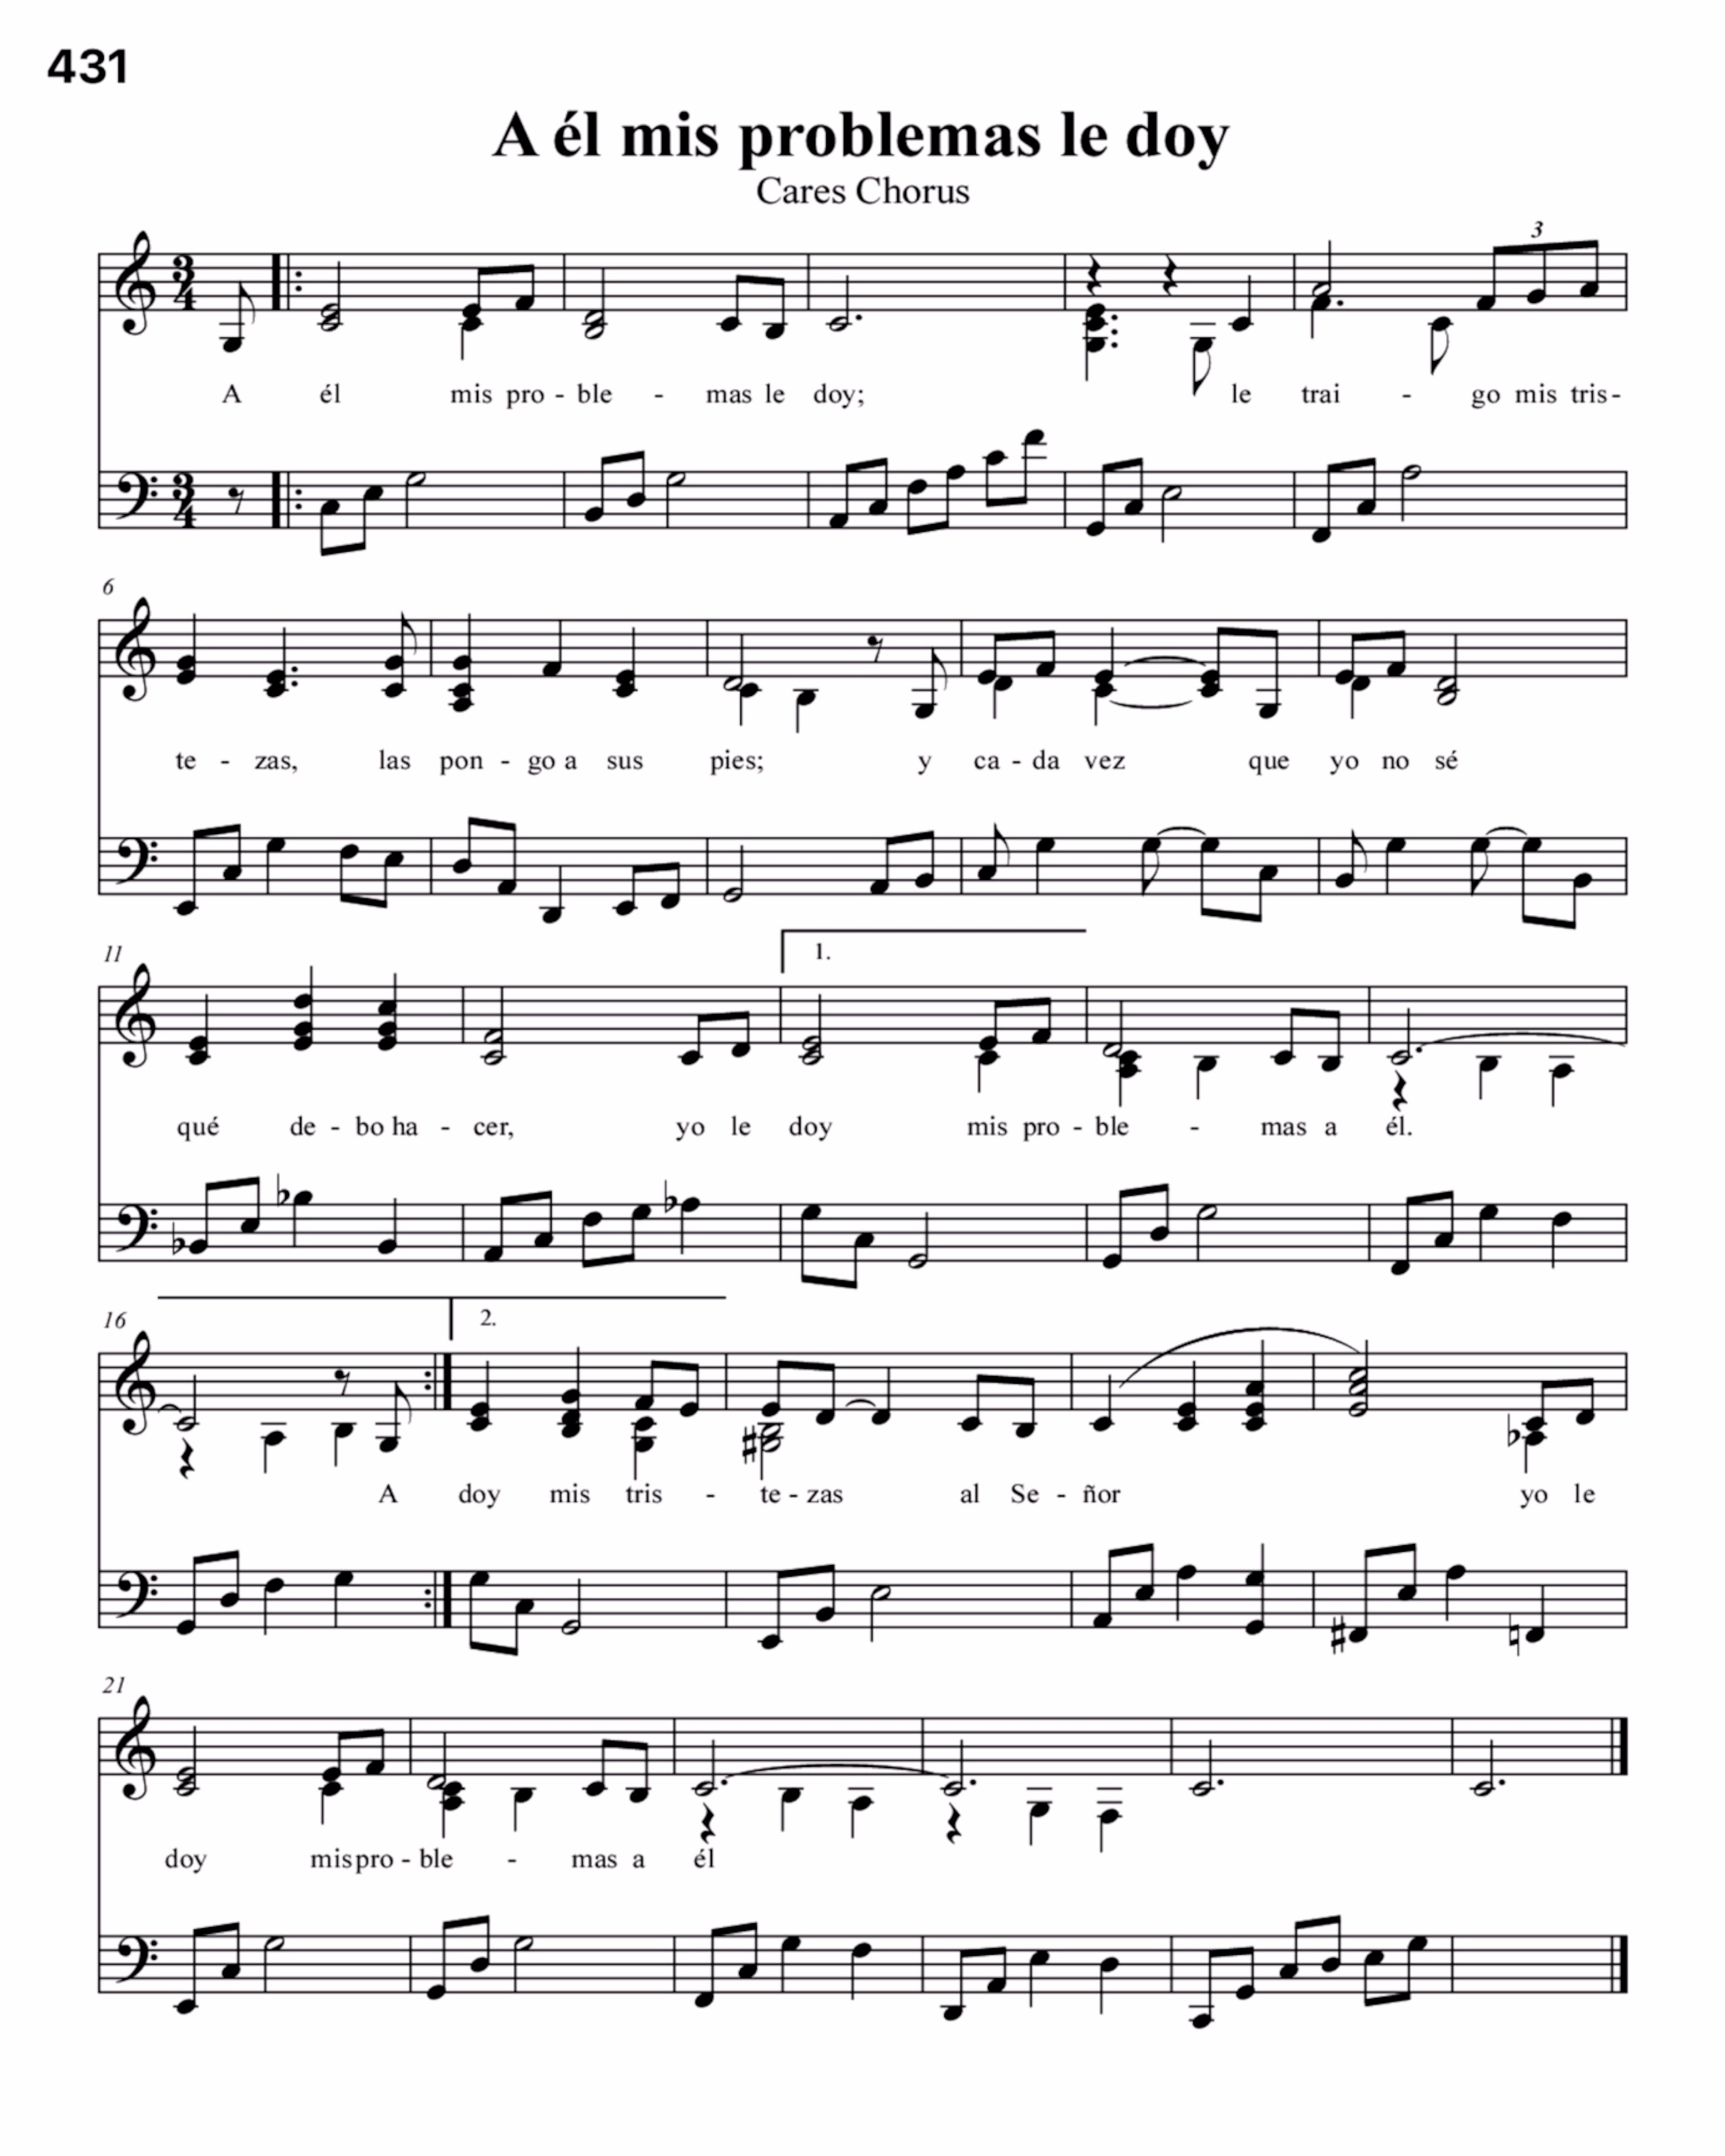 431
A él mis problemas le doy
Cares Chorus
3
A él mis pro - ble - mas le doy; le trai - go mis tris -
6
te - zas, las pon - go a sus pies; y ca - da vez que yo no sé
11
1.
qué de - bo ha - cer, yo le doy mis pro - ble - mas a él.
16
2.
A doy mis tris - te - zas al Se - ñor yo le
21
doy mis pro - ble - mas a él